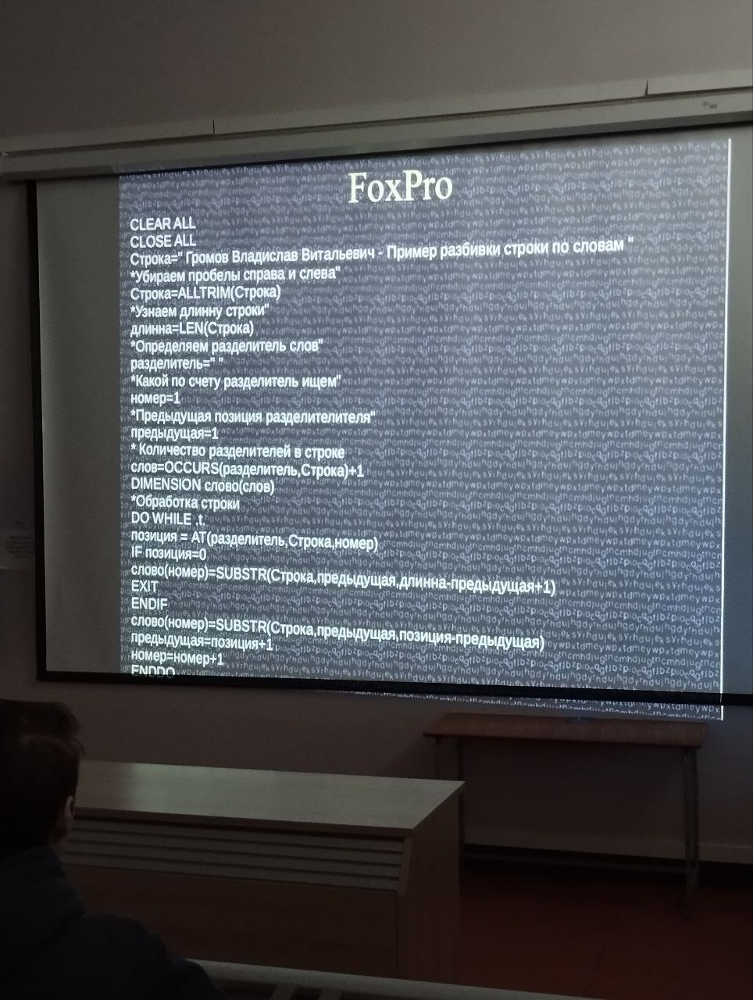 FoxPro
CLEAR ALL
CLOSE ALL
Строка=" Громов Владислав Витальевич - Пример разбивки строки по словам "
*Убираем пробелы справа и слева"
Строка=ALLTRIM(Строка)
*Узнаем длинну строки"
длинна=LEN(Строка)
*Определяем разделитель слов"
разделитель=" "
*Какой по счету разделитель ищем"
номер=1
*Предыдущая позиция разделителителя"
предыдущая=1
* Количество разделителей в строке
слов=OCCURS(разделитель,Строка)+1
DIMENSION слово(слов)
*Обработка строки
DO WHILE .t.
позиция = AT(разделитель,Строка,номер)
IF позиция=0
слово(номер)=SUBSTR(Строка,предыдущая,длинна-предыдущая+1)
EXIT
ENDIF
слово(номер)=SUBSTR(Строка,предыдущая,позиция-предыдущая)
предыдущая=позиция+1
номер=номер+1
ENDDO